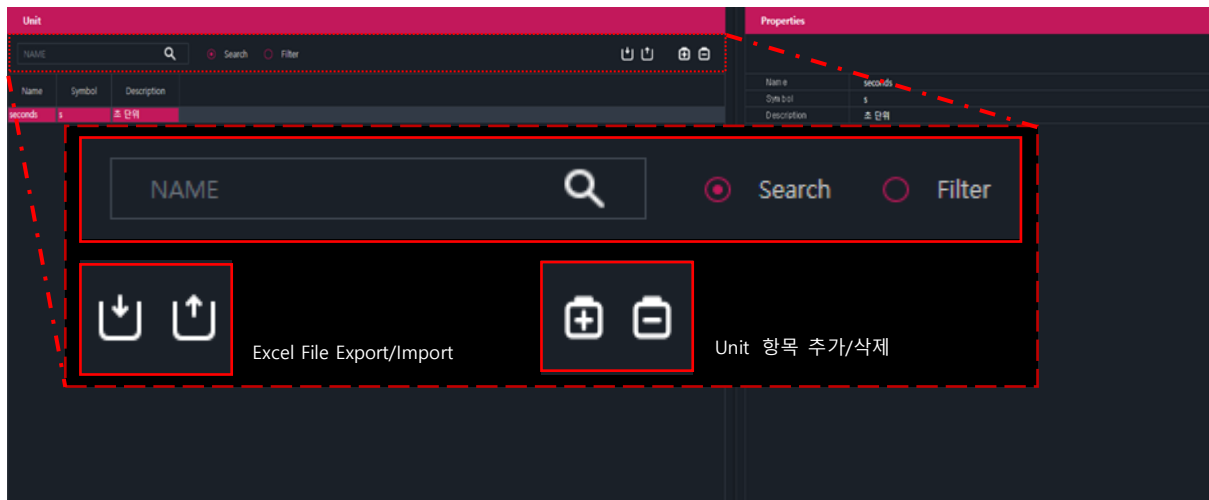 Unit
Properties
NAME
Search
Filter
Name Symbol Description
seconds s 초 단위
Name seconds
Symbol s
Description 초 단위
NAME
Search
Filter
Excel File Export/Import
Unit 항목 추가/삭제